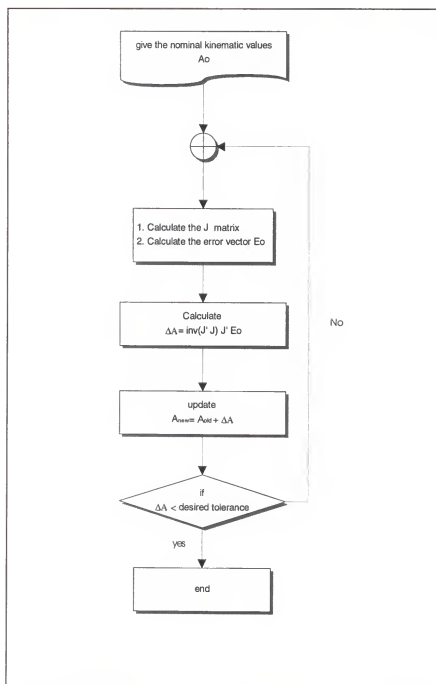 give the nominal kinematic values
Ao
1. Calculate the J matrix
2. Calculate the error vector Eo
Calculate
ΔA = inv(J' J) J' Eo
No
update
Anew = Aold + ΔA
if
ΔA < desired tolerance
yes
end